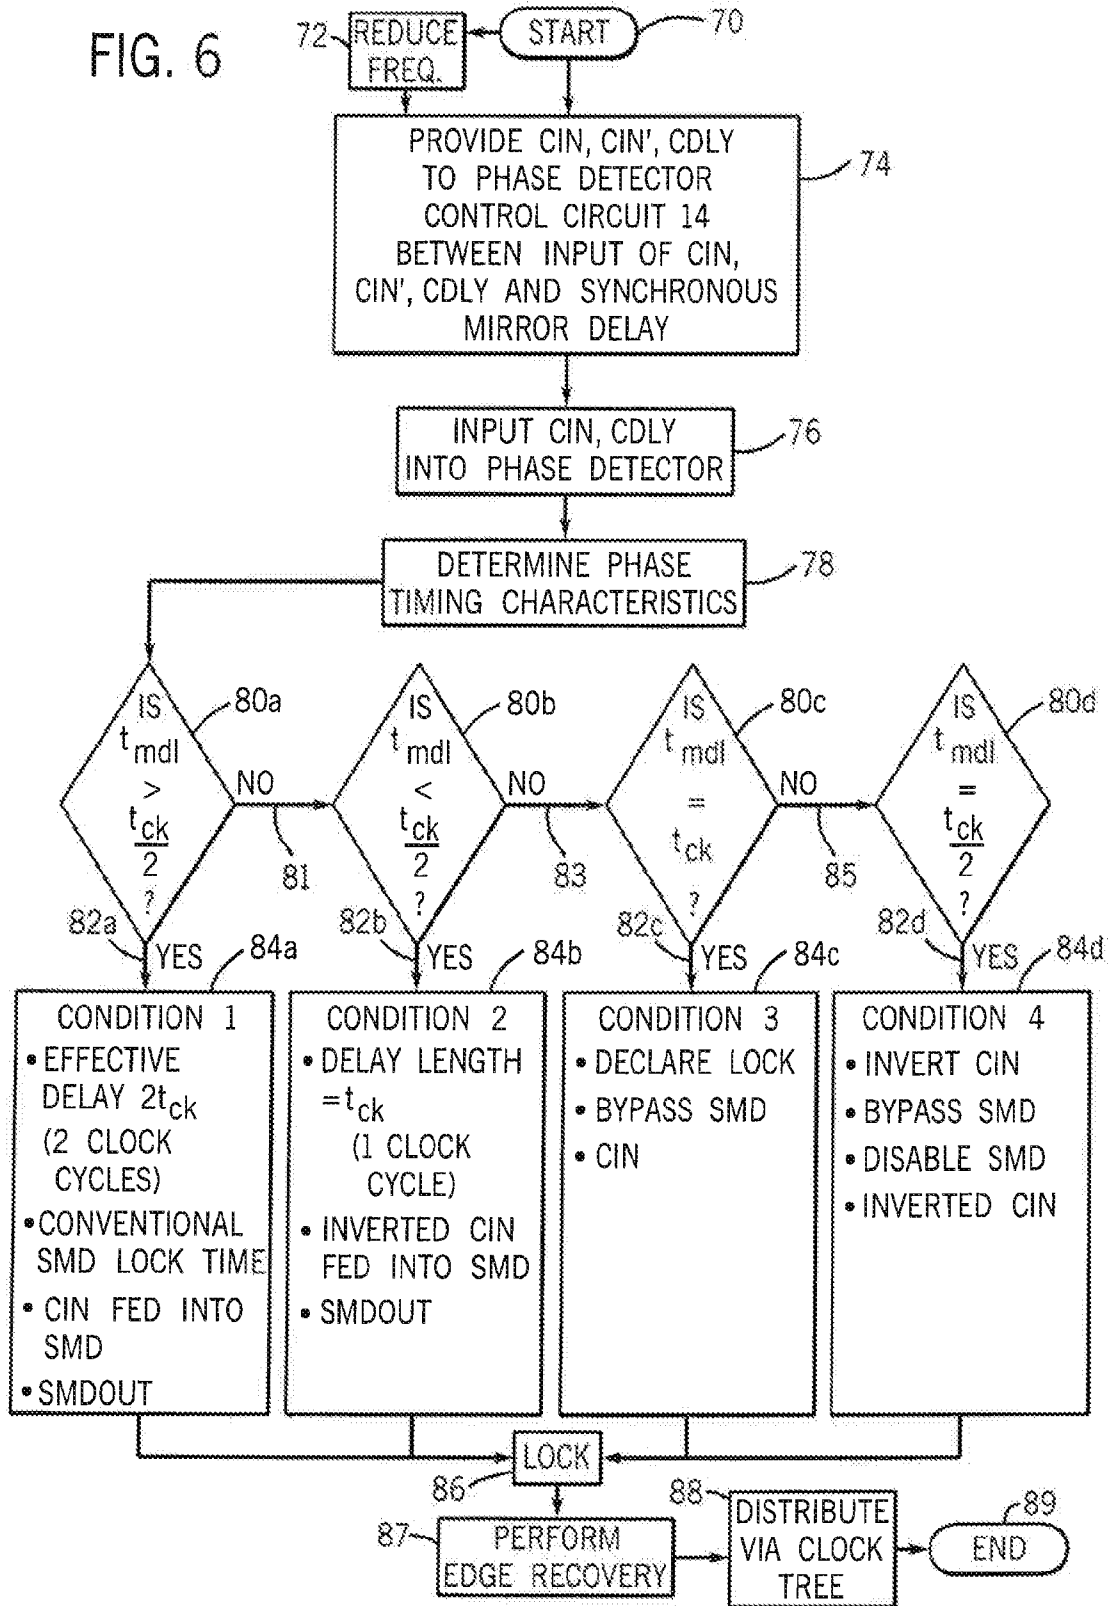 FIG. 6
72
REDUCE
FREQ.
START
70
PROVIDE CIN, CIN', CDLY
TO PHASE DETECTOR
CONTROL CIRCUIT 14
BETWEEN INPUT OF CIN,
CIN', CDLY AND SYNCHRONOUS
MIRROR DELAY
74
INPUT CIN, CDLY
INTO PHASE DETECTOR
76
DETERMINE PHASE
TIMING CHARACTERISTICS
78
IS
tmdl
>
tck
2
?
80a
NO
81
82a
YES
84a
IS
tmdl
<
tck
2
?
80b
NO
83
82b
YES
84b
IS
tmdl
=
tck
?
80c
NO
85
82c
YES
84c
IS
tmdl
=
tck
2
?
80d
82d
YES
84d
CONDITION 1
• EFFECTIVE
DELAY 2tck
(2 CLOCK
CYCLES)
• CONVENTIONAL
SMD LOCK TIME
• CIN FED INTO
SMD
• SMDOUT
CONDITION 2
• DELAY LENGTH
=tck
(1 CLOCK
CYCLE)
• INVERTED CIN
FED INTO SMD
• SMDOUT
CONDITION 3
• DECLARE LOCK
• BYPASS SMD
• CIN
CONDITION 4
• INVERT CIN
• BYPASS SMD
• DISABLE SMD
• INVERTED CIN
LOCK
86
87
PERFORM
EDGE RECOVERY
88
DISTRIBUTE
VIA CLOCK
TREE
89
END